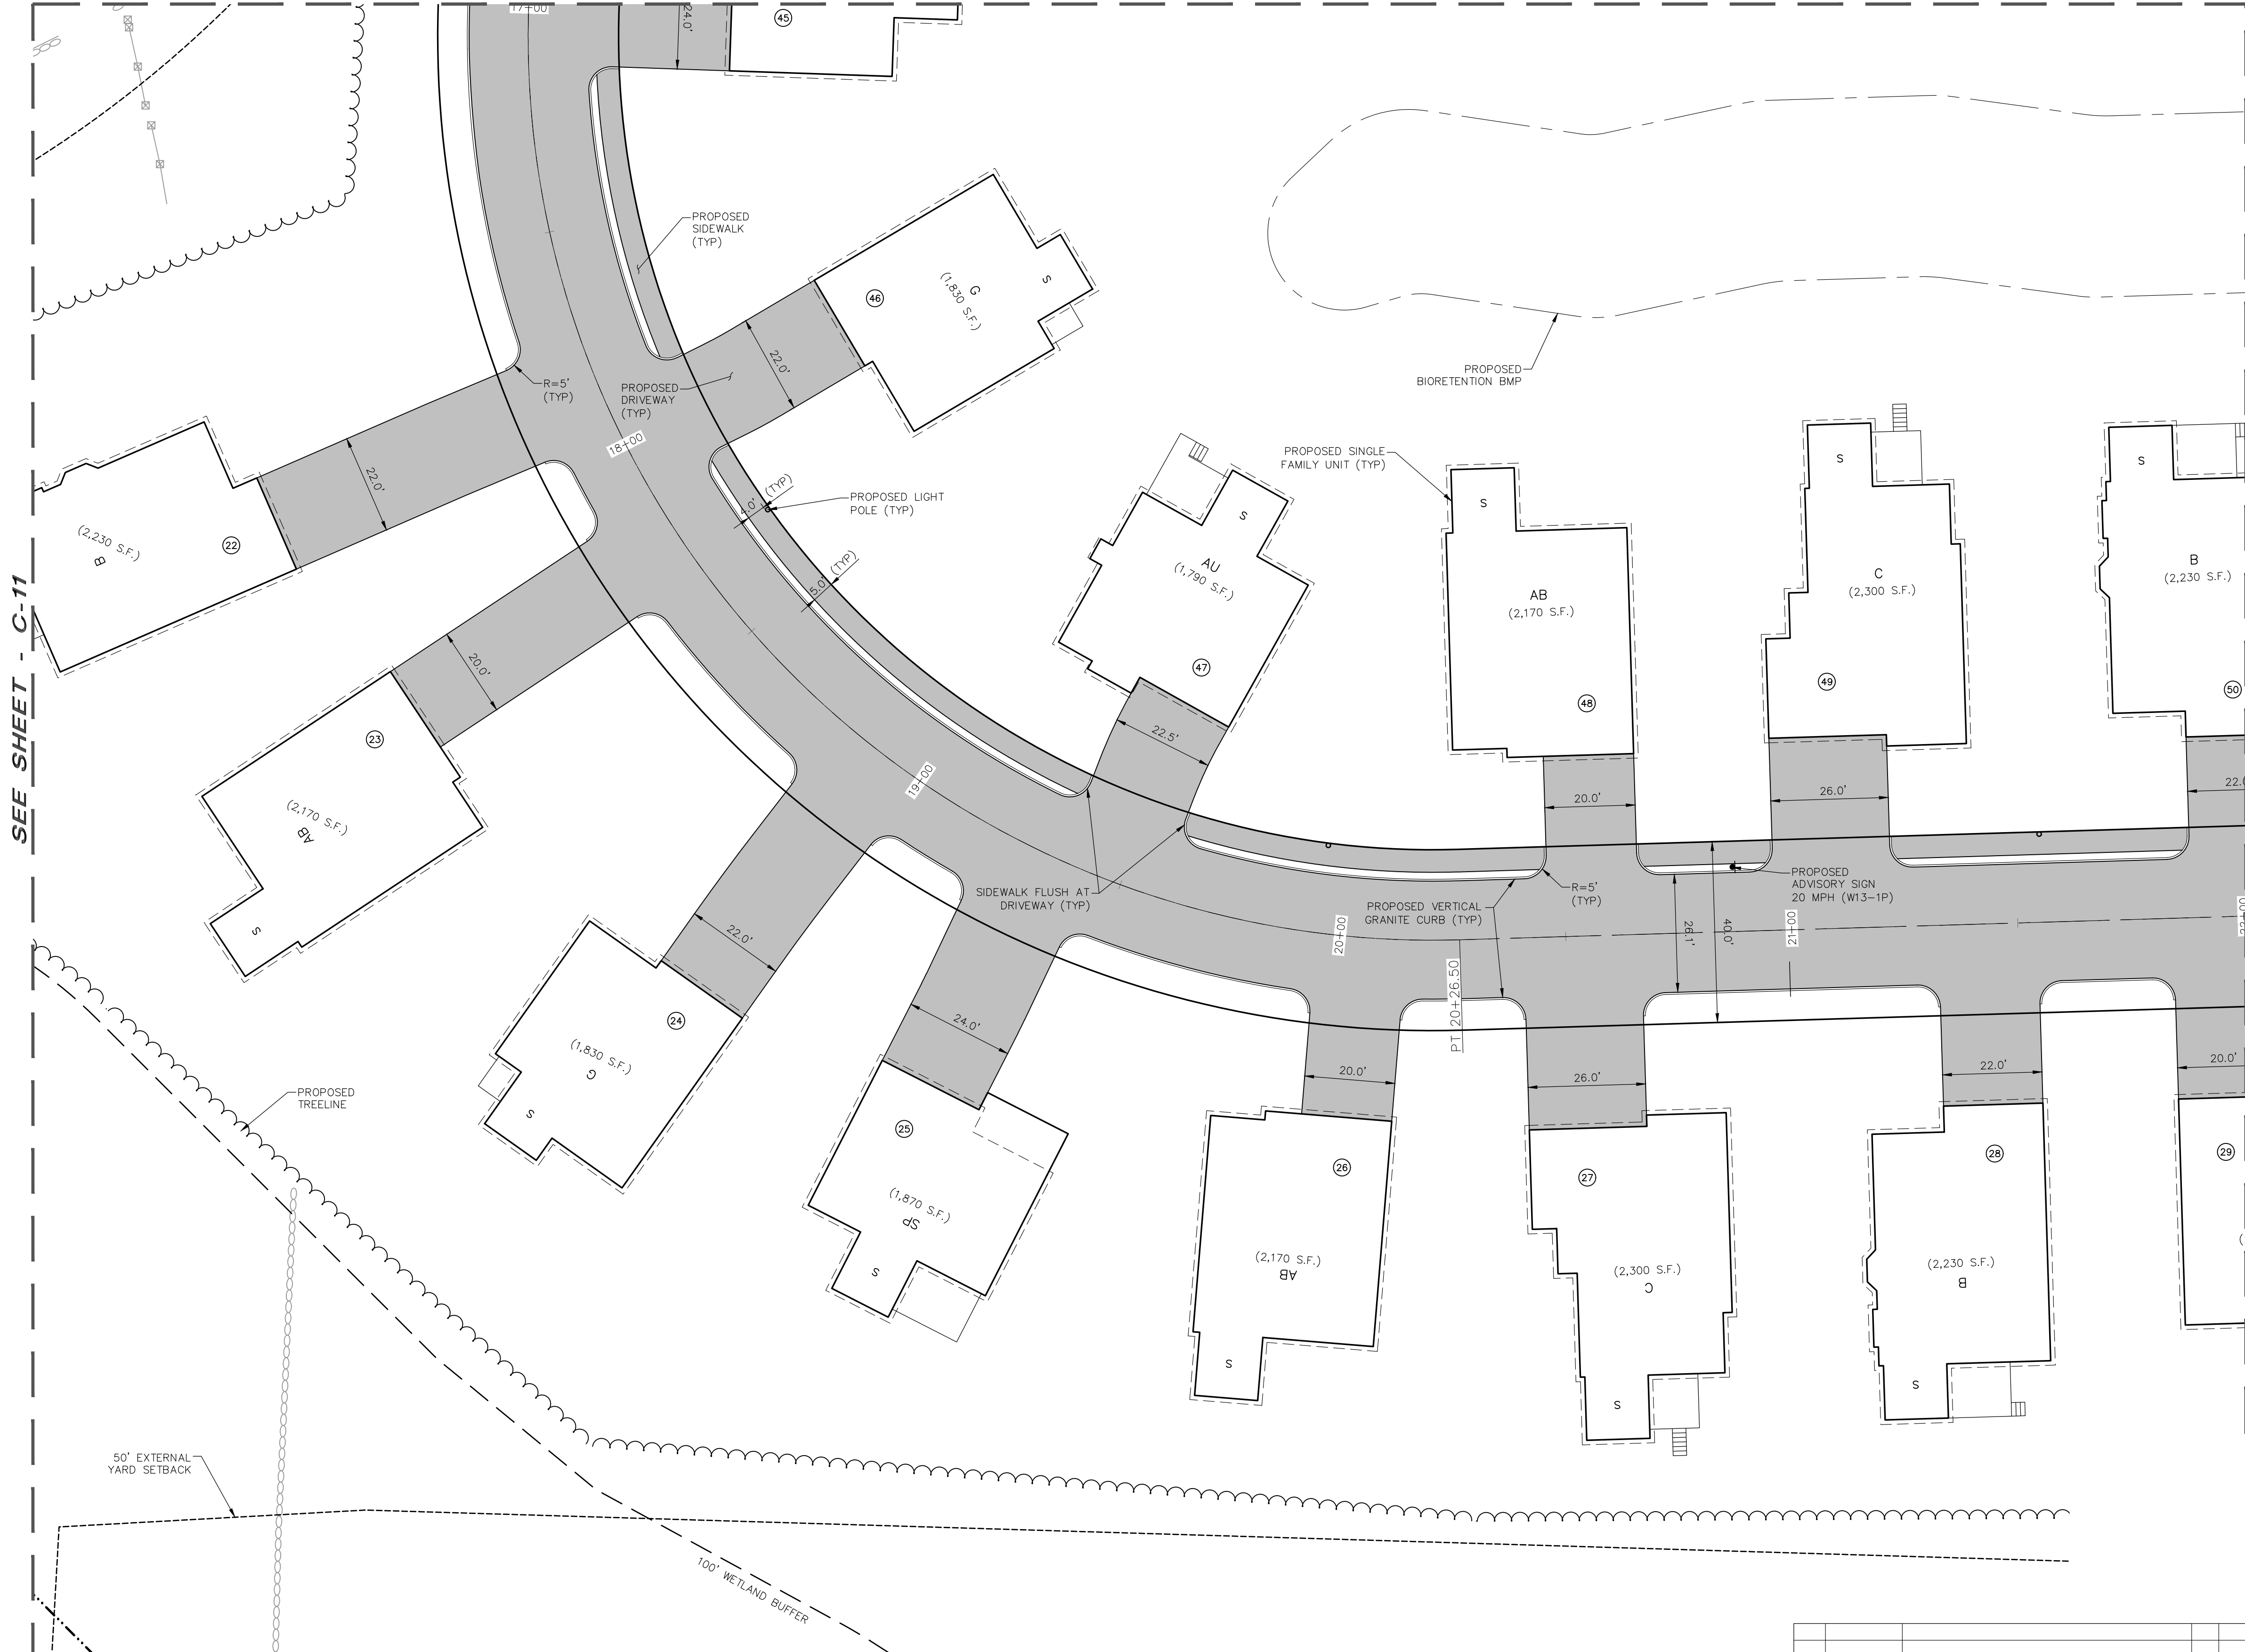 17+00
24.0'
45
PROPOSED
SIDEWALK
(TYP)
46
G
(1,830 S.F.)
S
22.0'
R=5'
(TYP)
PROPOSED
DRIVEWAY
(TYP)
18+00
PROPOSED
BIORETENTION BMP
22.0'
22
(2,230 S.F.)
B
4.0' (TYP)
PROPOSED LIGHT
POLE (TYP)
5.0' (TYP)
PROPOSED SINGLE
FAMILY UNIT (TYP)
S
AU
(1,790 S.F.)
47
22.5'
S
AB
(2,170 S.F.)
48
20.0'
S
C
(2,300 S.F.)
49
26.0'
S
B
(2,230 S.F.)
50
SEE SHEET - C-11
20.0'
23
(2,170 S.F.)
AB
S
19+00
SIDEWALK FLUSH AT
DRIVEWAY (TYP)
PROPOSED VERTICAL
GRANITE CURB (TYP)
R=5'
(TYP)
PROPOSED
ADVISORY SIGN
20 MPH (W13-1P)
20+00
PT 20+26.50
26.1'
40.0'
21+00
22+00
22.0'
24
(1,830 S.F.)
G
S
24.0'
25
(1,870 S.F.)
SP
S
20.0'
26
(2,170 S.F.)
AB
S
26.0'
27
(2,300 S.F.)
C
S
22.0'
28
(2,230 S.F.)
B
S
20.0'
29
PROPOSED
TREELINE
50' EXTERNAL
YARD SETBACK
100' WETLAND BUFFER